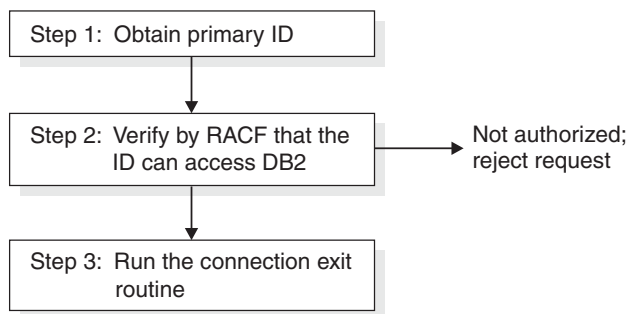 Step 1: Obtain primary ID
Step 2: Verify by RACF that the
ID can access DB2
Not authorized;
reject request
Step 3: Run the connection exit
routine